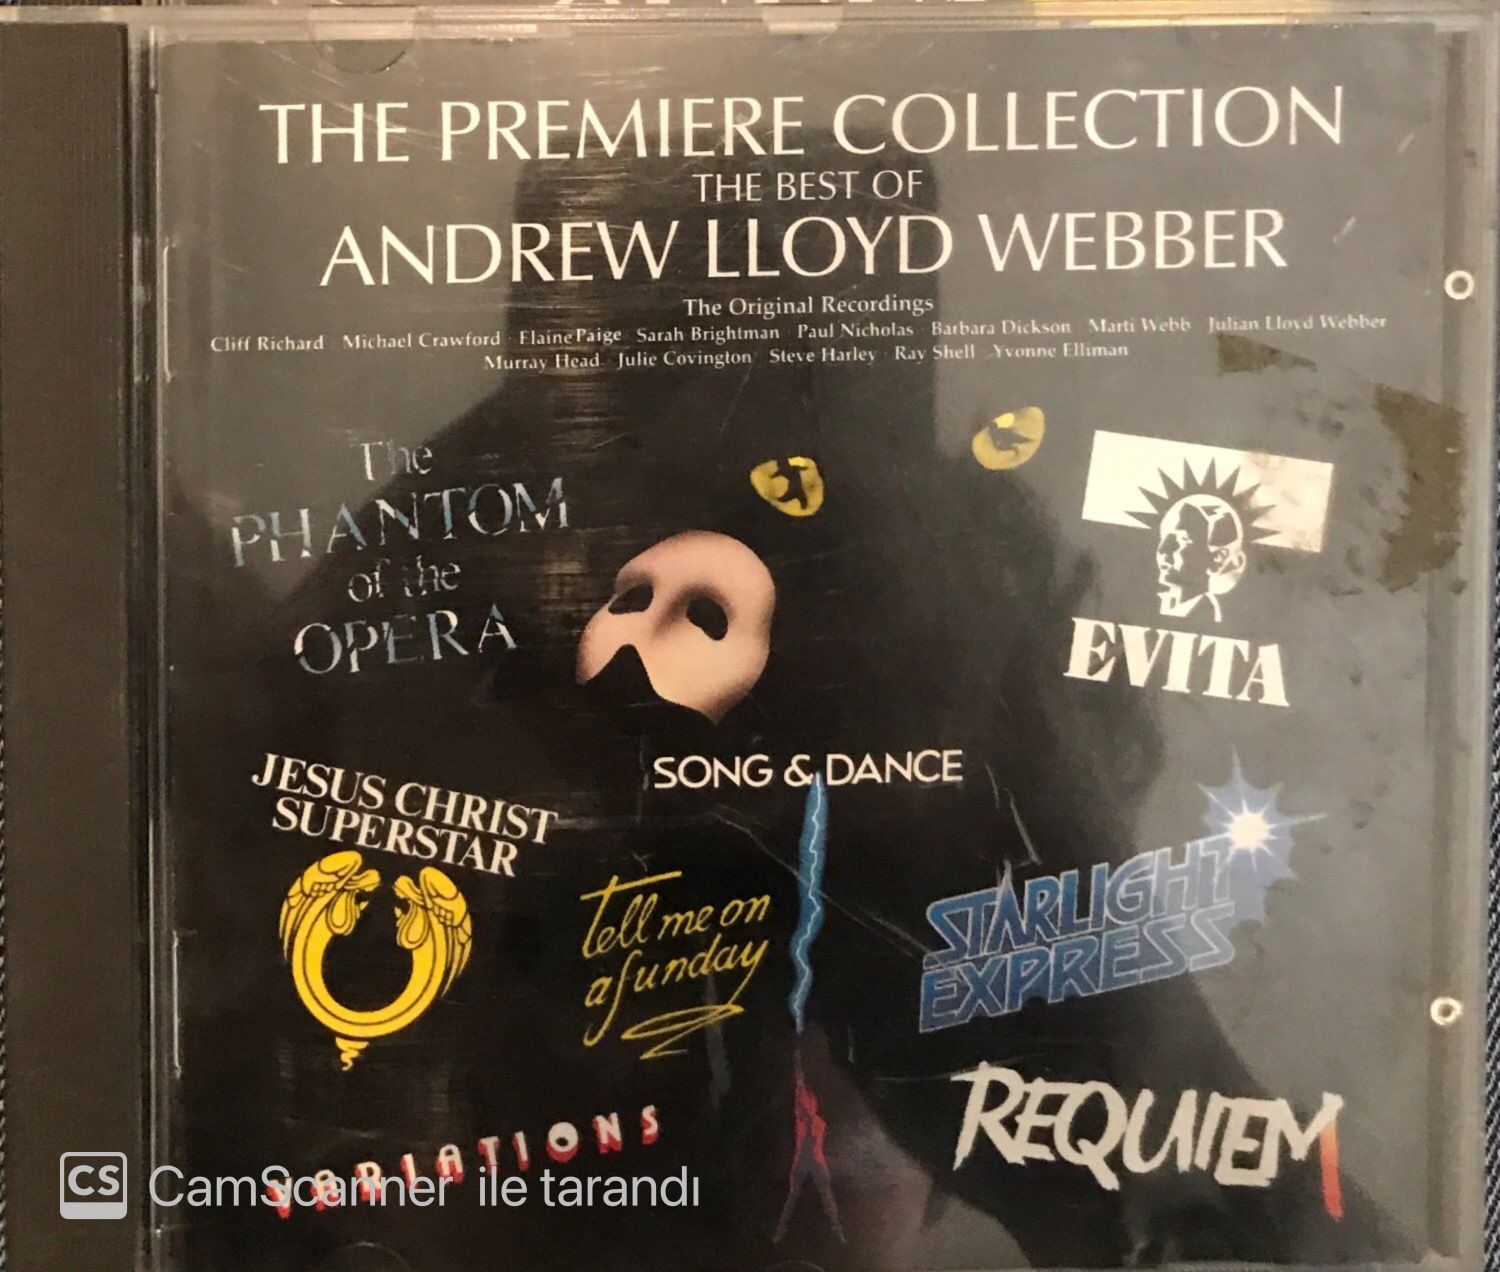 THE PREMIERE COLLECTION
THE BEST OF
ANDREW LLOYD WEBBER
The Original Recordings
Cliff Richard Michael Crawford · Elaine Paige · Sarah Brightman · Paul Nicholas · Barbara Dickson Marti Webb Julian Lloyd Webber
Murray Head · Julie Covington Steve Harley · Ray Shell · Yvonne Elliman
The
PHANTOM
of the
OPERA
EVITA
SONG & DANCE
JESUS CHRIST
SUPERSTAR
tell me on
a sunday
STARLIGHT
EXPRESS
VARIATIONS
REQUIEM
CS CamScanner ile tarandı